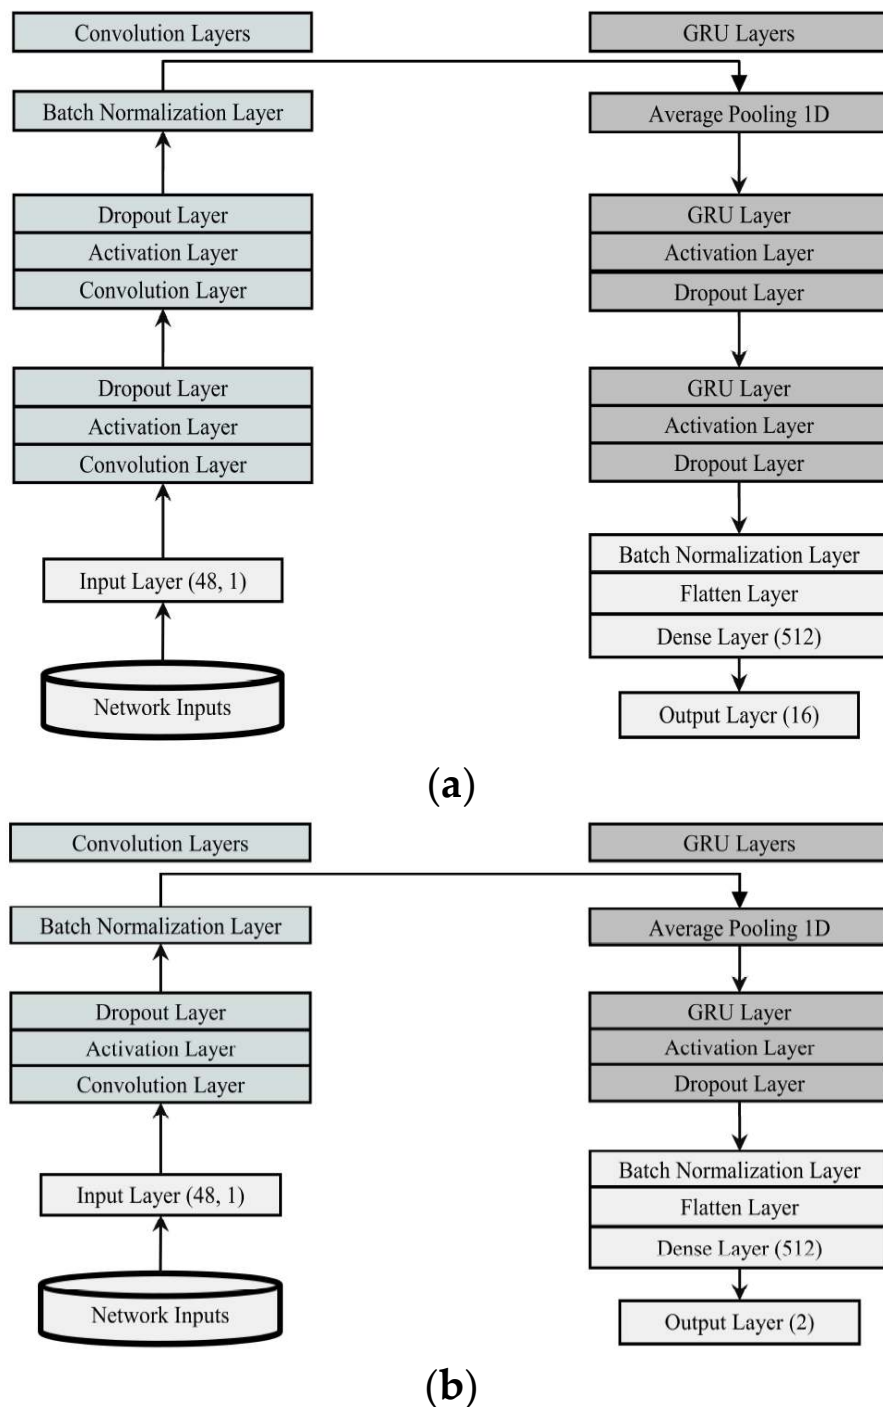 Convolution Layers
Batch Normalization Layer
Dropout Layer
Activation Layer
Convolution Layer
Dropout Layer
Activation Layer
Convolution Layer
Input Layer (48, 1)
Network Inputs
GRU Layers
Average Pooling 1D
GRU Layer
Activation Layer
Dropout Layer
GRU Layer
Activation Layer
Dropout Layer
Batch Normalization Layer
Flatten Layer
Dense Layer (512)
Output Laycr (16)
(a)
Convolution Layers
Batch Normalization Layer
Dropout Layer
Activation Layer
Convolution Layer
Input Layer (48, 1)
Network Inputs
GRU Layers
Average Pooling 1D
GRU Layer
Activation Layer
Dropout Layer
Batch Normalization Layer
Flatten Layer
Dense Layer (512)
Output Layer (2)
(b)